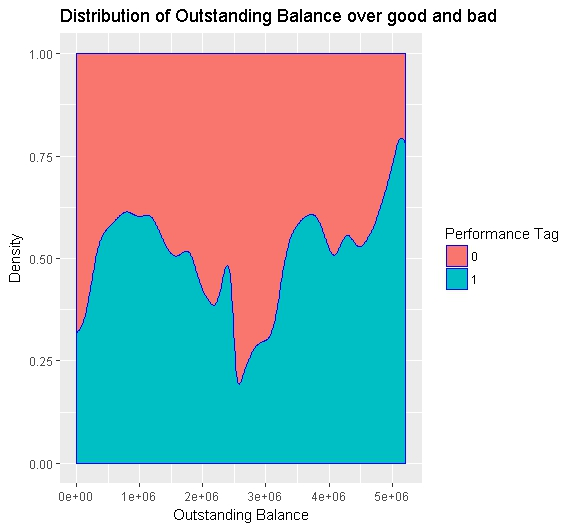 Distribution of Outstanding Balance over good and bad
1.00
0.75
0.50
0.25
0.00
Density
0e+00 1e+06 2e+06 3e+06 4e+06 5e+06
Outstanding Balance
Performance Tag
0
1